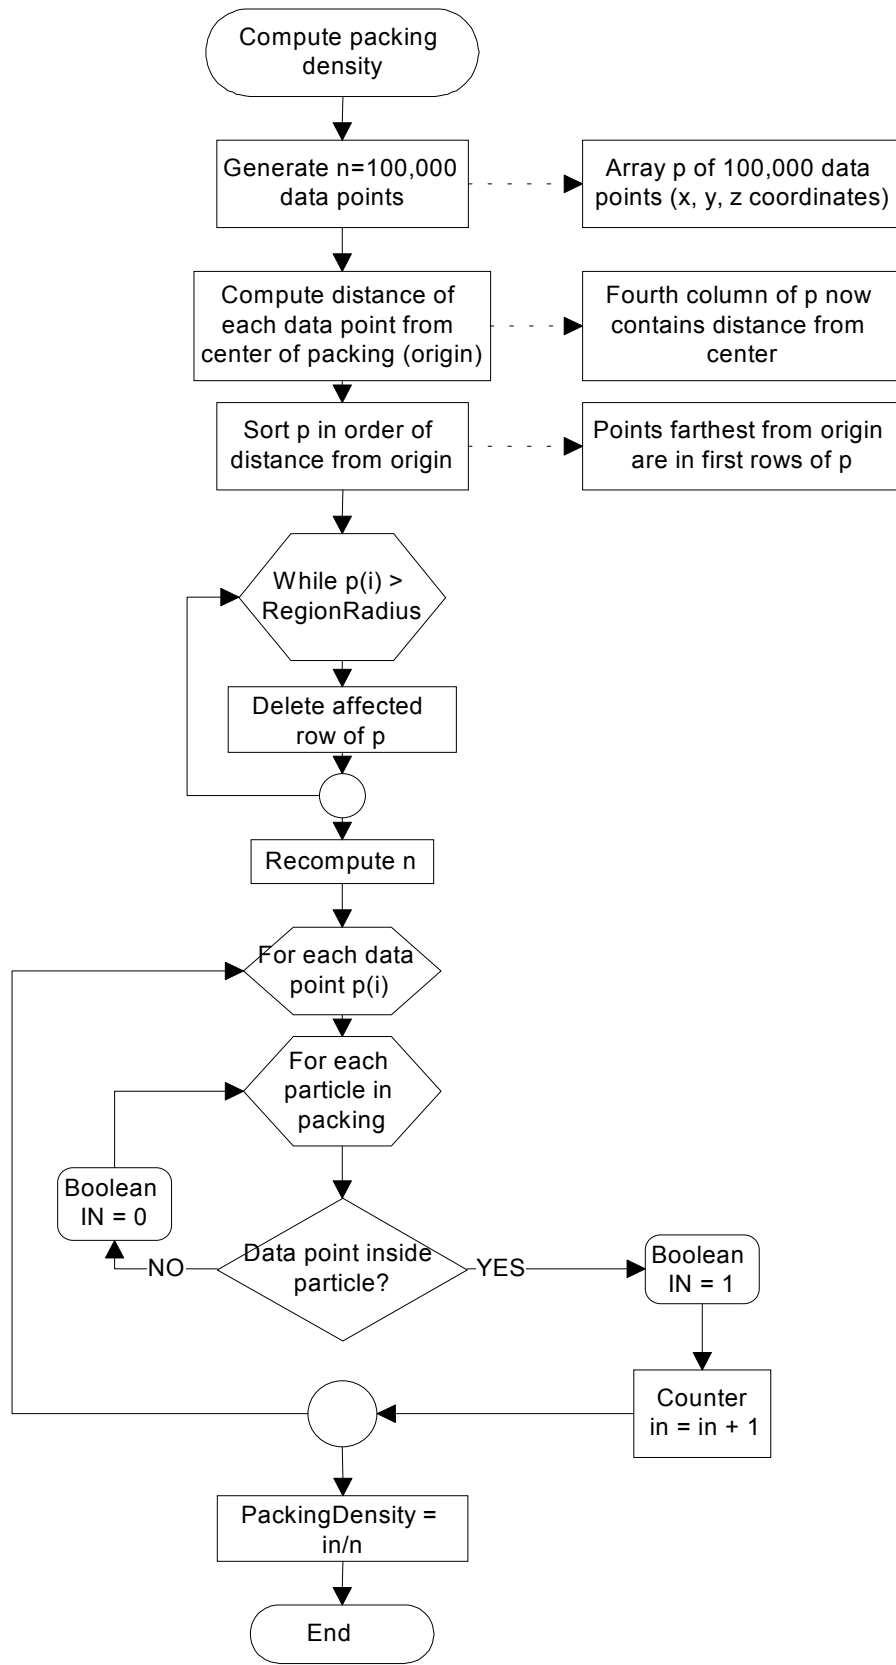 Compute packing
density
Generate n=100,000
data points
Array p of 100,000 data
points (x, y, z coordinates)
Compute distance of
each data point from
center of packing (origin)
Fourth column of p now
contains distance from
center
Sort p in order of
distance from origin
Points farthest from origin
are in first rows of p
While p(i) >
RegionRadius
Delete affected
row of p
Recompute n
For each data
point p(i)
For each
particle in
packing
Boolean
IN = 0
Data point inside
particle?
NO
YES
Boolean
IN = 1
Counter
in = in + 1
PackingDensity =
in/n
End